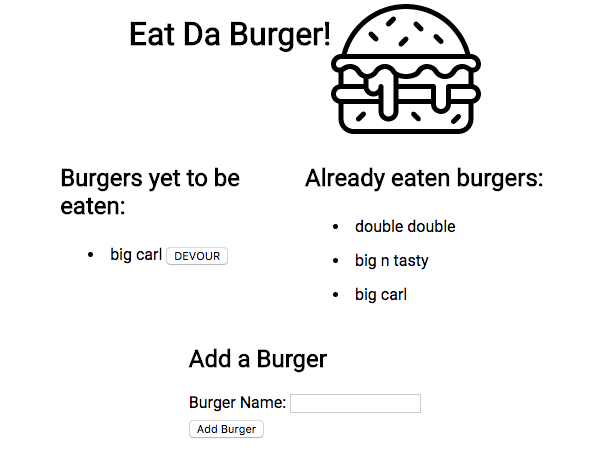 Eat Da Burger!
Burgers yet to be
eaten:
big carl DEVOUR
Already eaten burgers:
double double
big n tasty
big carl
Add a Burger
Burger Name:
Add Burger